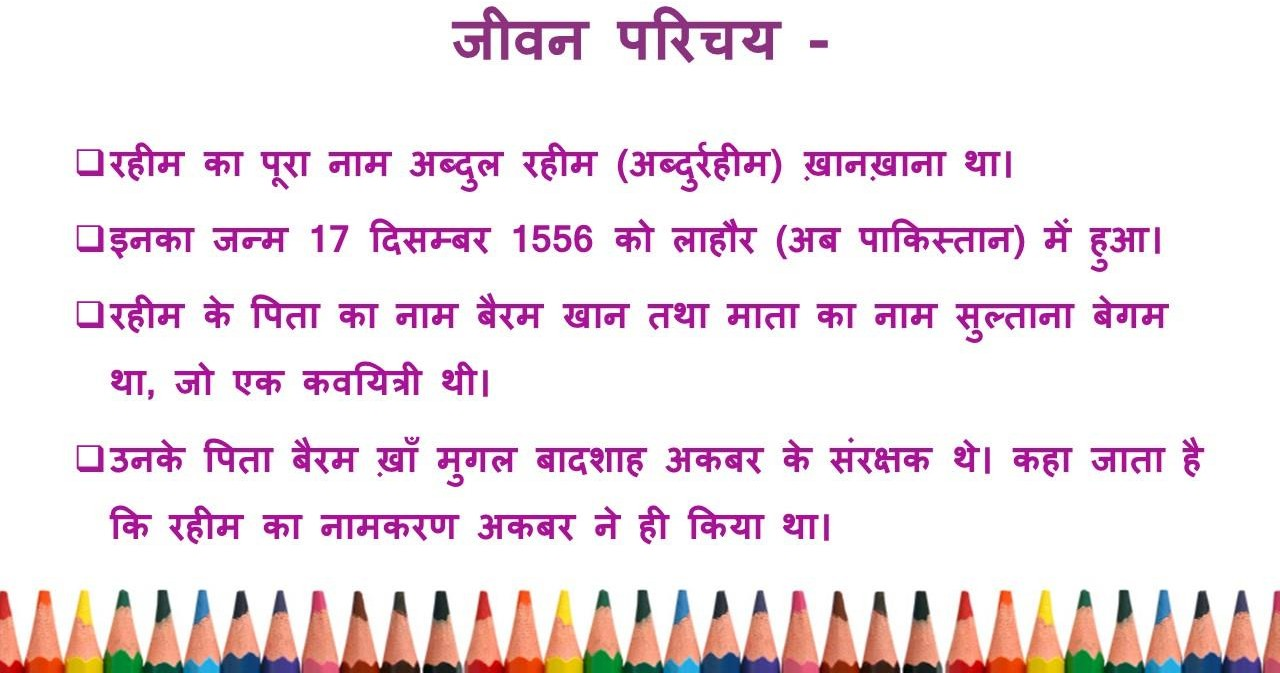 जीवन परिचय -
❑रहीम का पूरा नाम अब्दुल रहीम (अब्दुर्रहीम) ख़ानख़ाना था।
❑इनका जन्म 17 दिसम्बर 1556 को लाहौर (अब पाकिस्तान) में हुआ।
❑रहीम के पिता का नाम बैरम खान तथा माता का नाम सुल्ताना बेगम
था, जो एक कवयित्री थी।
❑उनके पिता बैरम ख़ाँ मुगल बादशाह अकबर के संरक्षक थे। कहा जाता है
कि रहीम का नामकरण अकबर ने ही किया था।